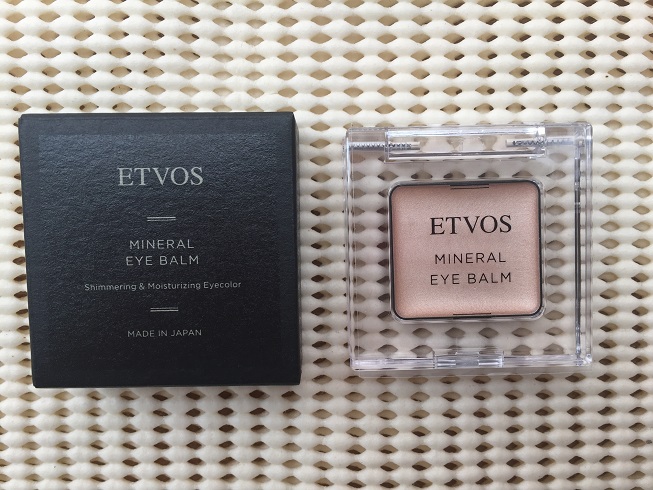 ETVOS
MINERAL
EYE BALM
Shimmering & Moisturizing Eyecolor
MADE IN JAPAN
ETVOS
MINERAL
EYE BALM